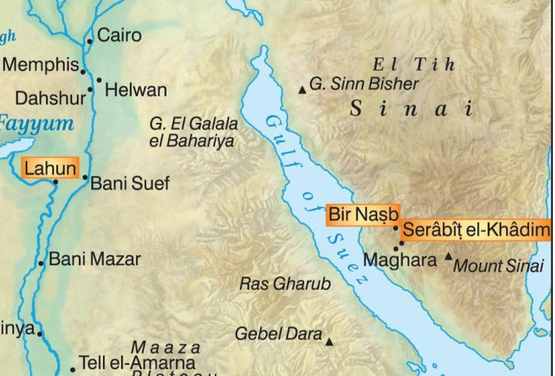 gh
Cairo
Memphis
Helwan
Dahshur
El Tih
G. Sinn Bisher
Sinai
Fayyum
G. El Galala
el Bahariya
Gulf of Suez
Lahun
Bani Suef
Bir Naṣb
Serâbîṭ el-Khâdim
Maghara
Mount Sinai
Bani Mazar
Ras Gharub
inya
Gebel Dara
Maaza
Plateau
Tell el-Amarna